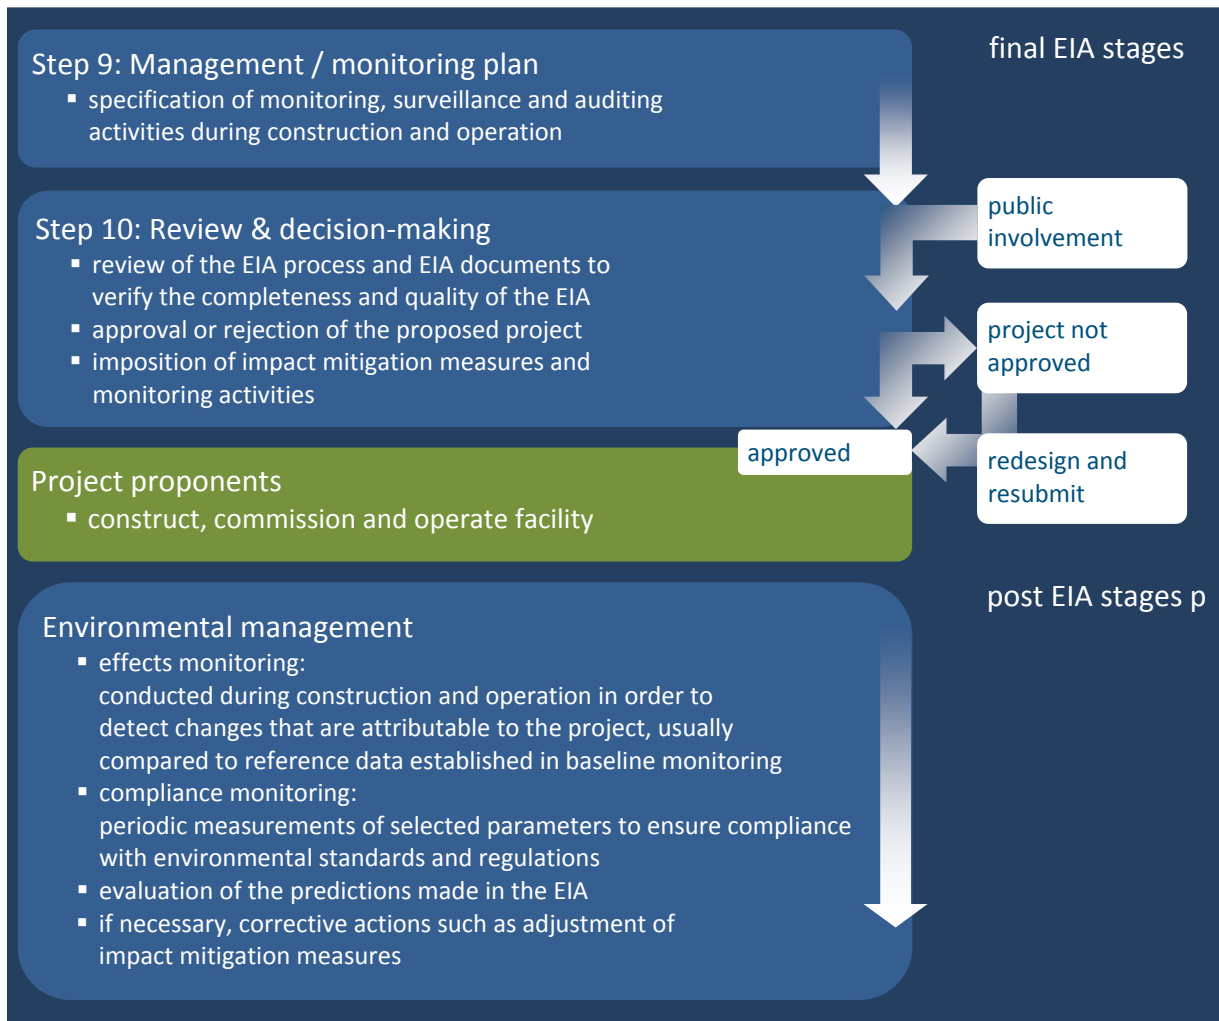 final EIA stages
Step 9: Management / monitoring plan
▪ specification of monitoring, surveillance and auditing
activities during construction and operation
public
involvement
Step 10: Review & decision-making
▪ review of the EIA process and EIA documents to
verify the completeness and quality of the EIA
▪ approval or rejection of the proposed project
▪ imposition of impact mitigation measures and
monitoring activities
project not
approved
approved
redesign and
resubmit
Project proponents
▪ construct, commission and operate facility
post EIA stages p
Environmental management
▪ effects monitoring:
conducted during construction and operation in order to
detect changes that are attributable to the project, usually
compared to reference data established in baseline monitoring
▪ compliance monitoring:
periodic measurements of selected parameters to ensure compliance
with environmental standards and regulations
▪ evaluation of the predictions made in the EIA
▪ if necessary, corrective actions such as adjustment of
impact mitigation measures